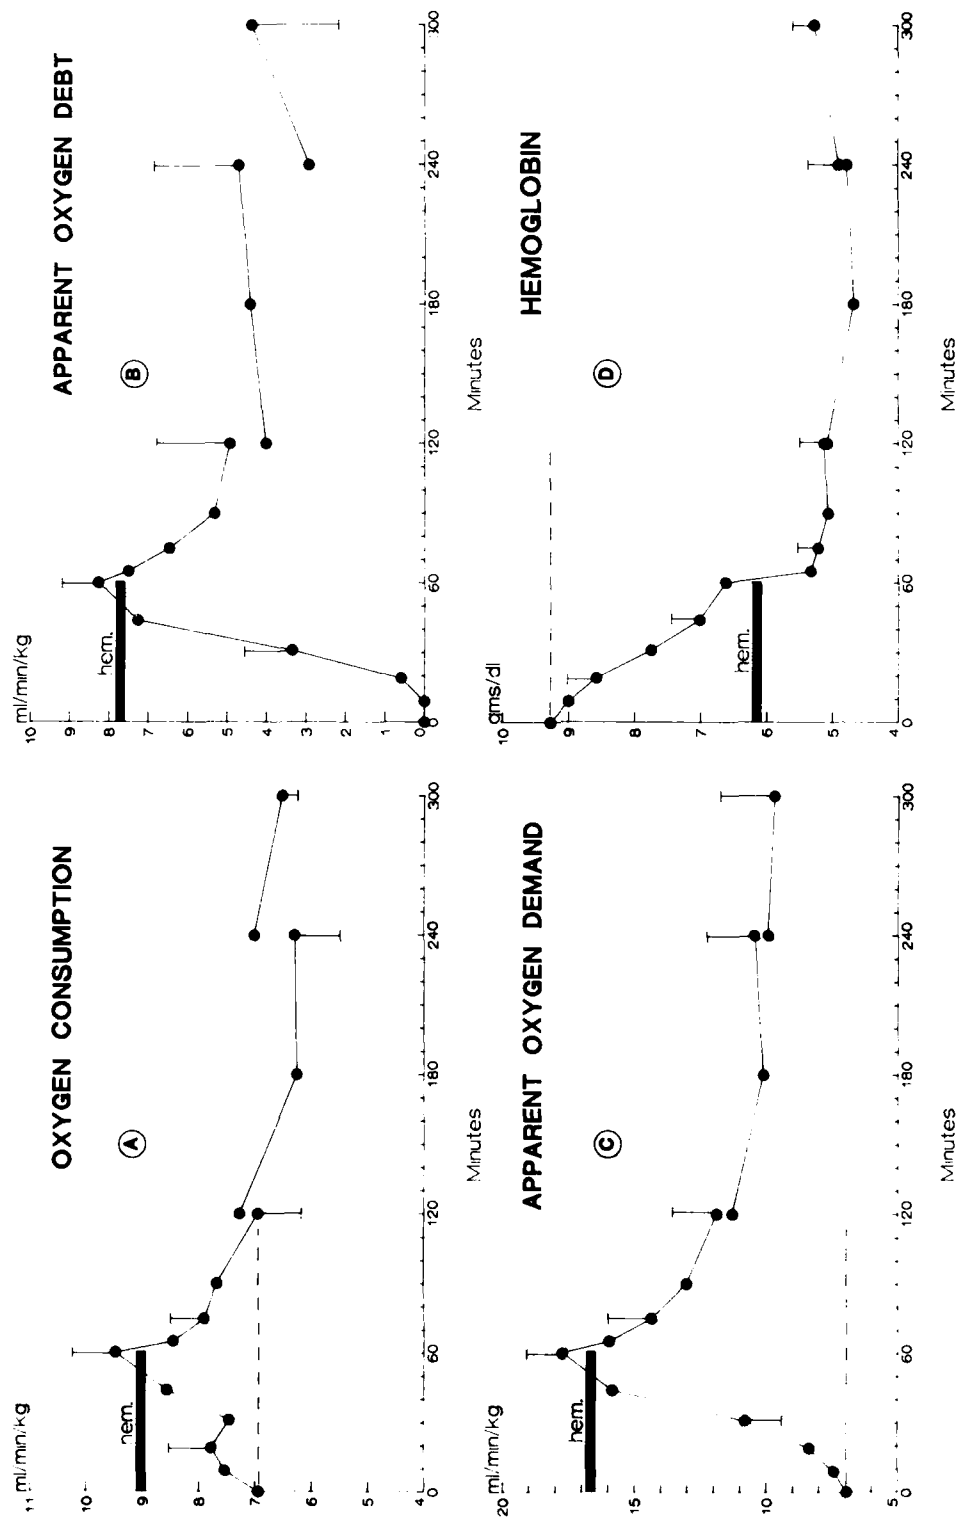 OXYGEN CONSUMPTION
A
ml/min/kg
11
10
9
8
7
6
5
4
hem.
0 60 120 180 240 300
Minutes
APPARENT OXYGEN DEBT
B
ml/min/kg
10
9
8
7
6
5
4
3
2
1
0
hem.
0 60 120 180 240 300
Minutes
APPARENT OXYGEN DEMAND
C
ml/min/kg
20
15
10
5
hem.
0 60 120 180 240 300
Minutes
HEMOGLOBIN
D
gms/dl
10
9
8
7
6
5
4
hem.
0 60 120 180 240 300
Minutes